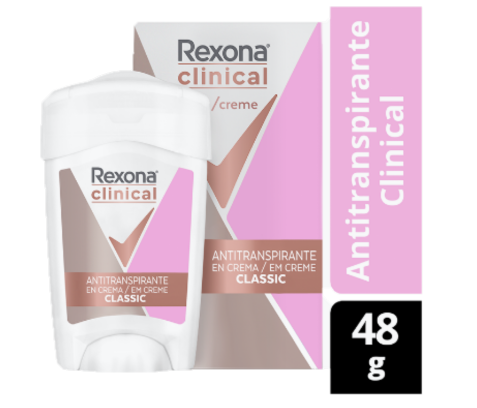 Rexona
clinical
/creme
ANTITRANSPIRANTE
EN CREMA / EM CREME
CLASSIC
Rexona
clinical
ANTITRANSPIRANTE
EN CREMA / EM CREME
CLASSIC
Antitranspirante
Clinical
48
g